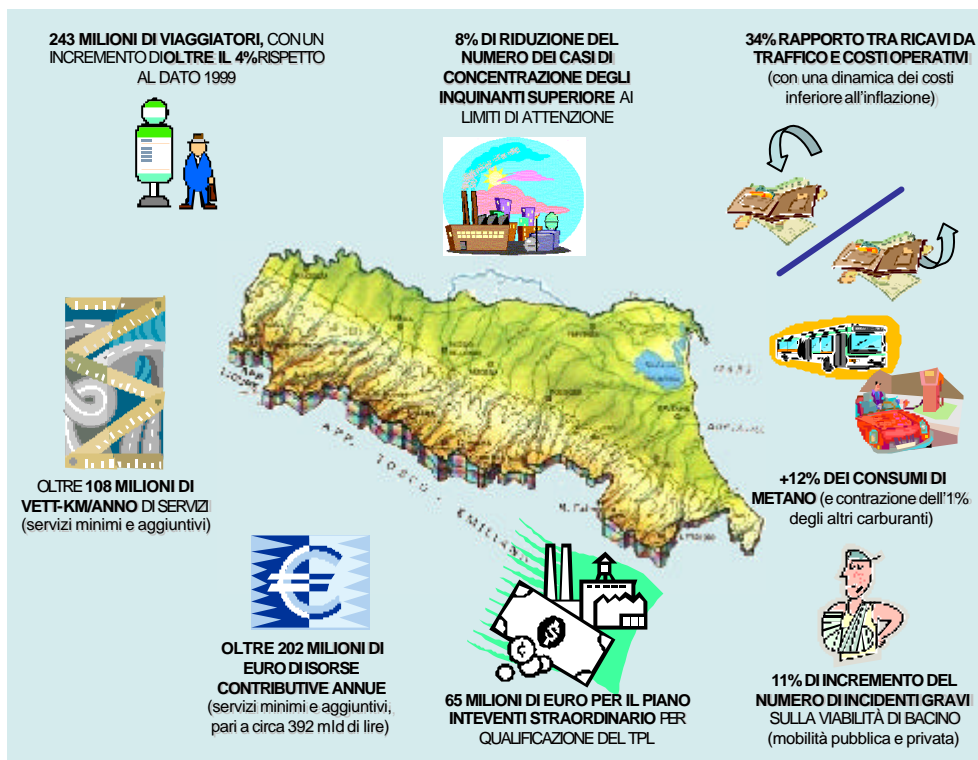 243 MILIONI DI VIAGGIATORI, CON UN
INCREMENTO DI OLTRE IL 4% RISPETTO
AL DATO 1999
8% DI RIDUZIONE DEL
NUMERO DEI CASI DI
CONCENTRAZIONE DEGLI
INQUINANTI SUPERIORE AI
LIMITI DI ATTENZIONE
34% RAPPORTO TRA RICAVI DA
TRAFFICO E COSTI OPERATIVI
(con una dinamica dei costi
inferiore all'inflazione)
APP. TOSCO
EMILIANO
OLTRE 108 MILIONI DI
VETT-KM/ANNO DI SERVIZI
(servizi minimi e aggiuntivi)
+12% DEI CONSUMI DI
METANO (e contrazione dell'1%
degli altri carburanti)
OLTRE 202 MILIONI DI
EURO DI ISORSE
CONTRIBUTIVE ANNUE
(servizi minimi e aggiuntivi,
pari a circa 392 mld di lire)
65 MILIONI DI EURO PER IL PIANO
INTEVENTI STRAORDINARIO PER
QUALIFICAZIONE DEL TPL
11% DI INCREMENTO DEL
NUMERO DI INCIDENTI GRAVI
SULLA VIABILITÀ DI BACINO
(mobilità pubblica e privata)